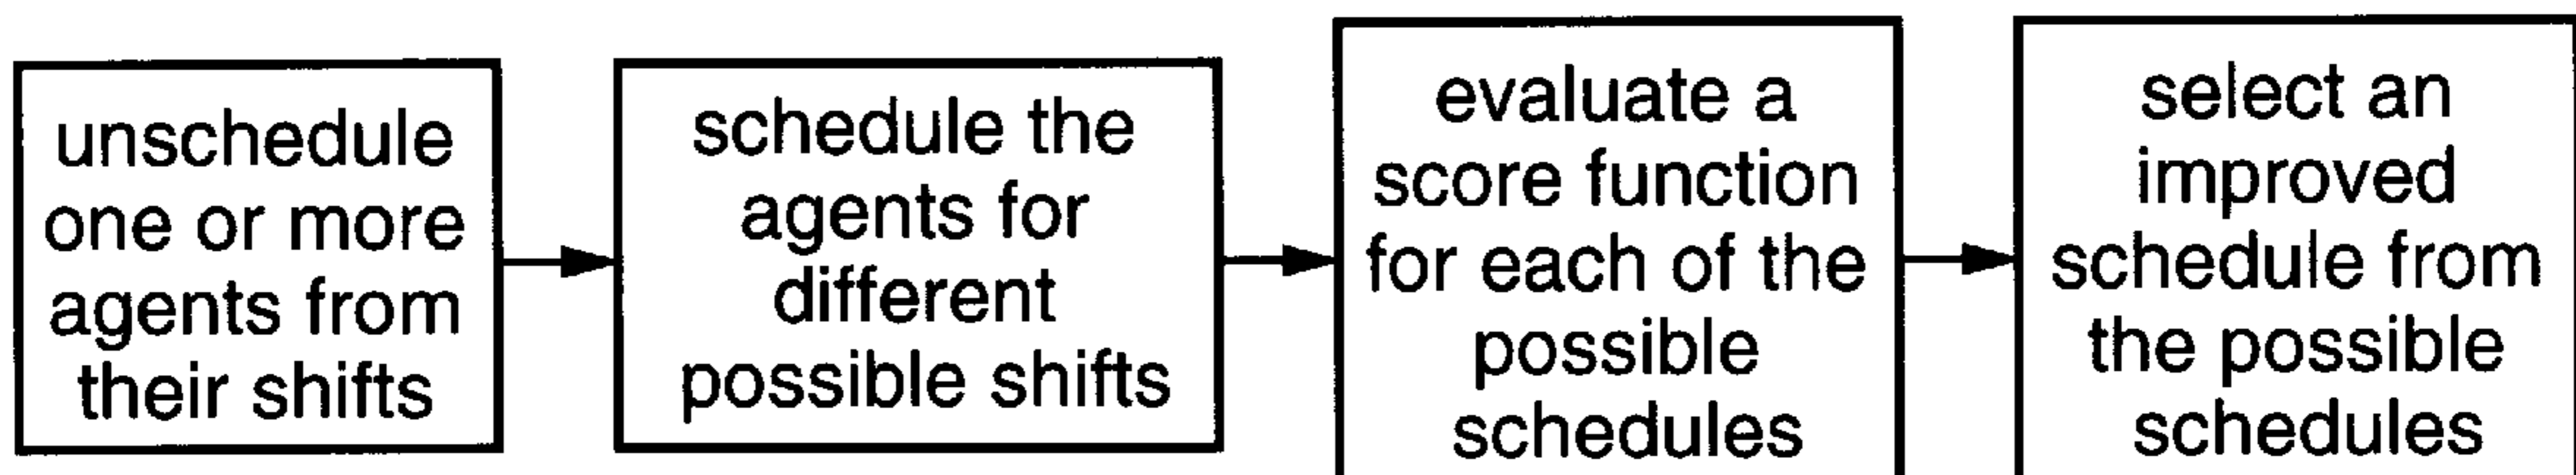 unschedule
one or more
agents from
their shifts
schedule the
agents for
different
possible shifts
evaluate a
score function
for each of the
possible
schedules
select an
improved
schedule from
the possible
schedules